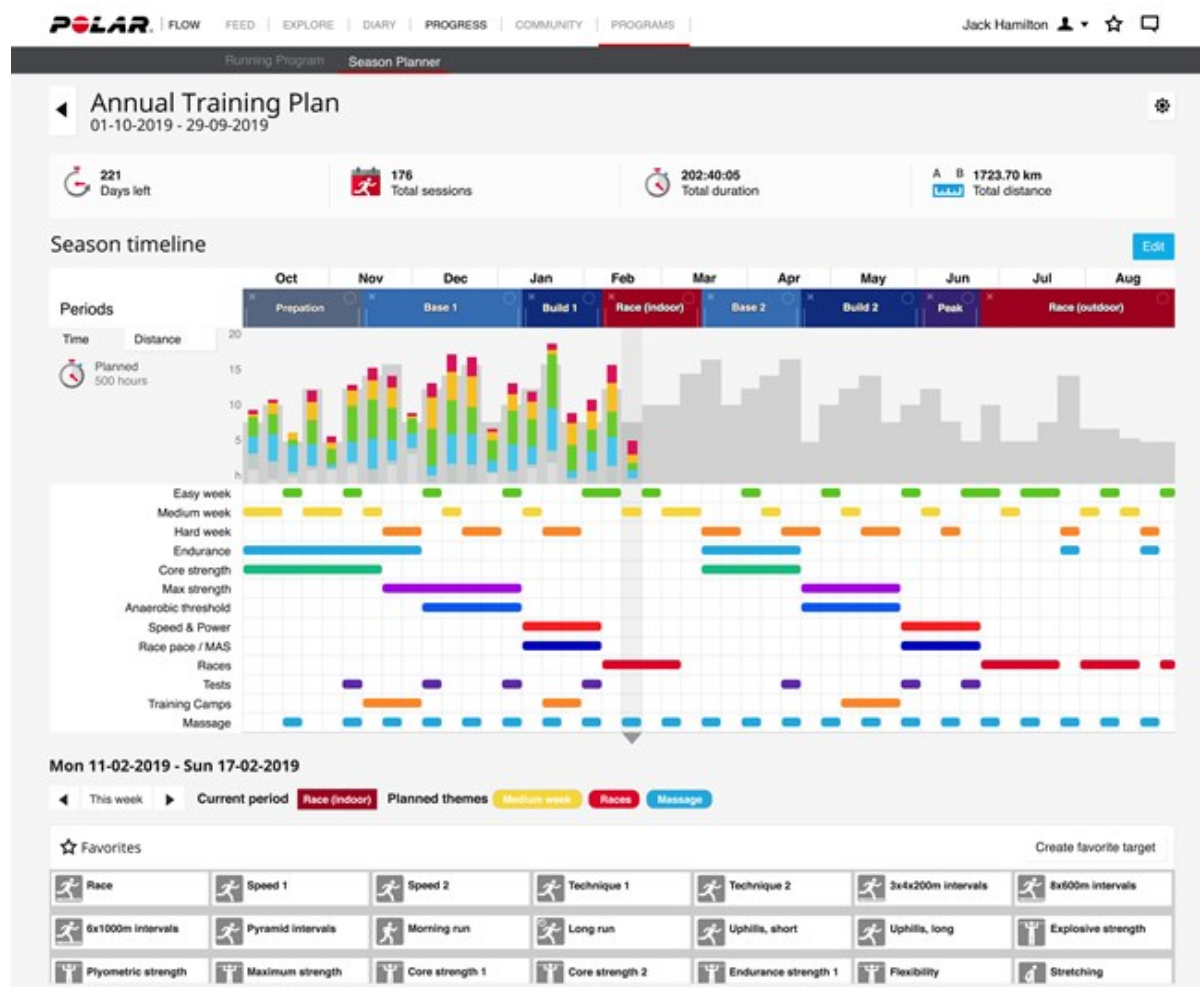 POLAR. FLOW FEED EXPLORE DIARY PROGRESS COMMUNITY PROGRAMS Jack Hamilton
Running Program Season Planner
Annual Training Plan
01-10-2019 - 29-09-2019
221
Days left
176
Total sessions
202:40:05
Total duration
A B 1723.70 km
Total distance
Season timeline
Edit
Oct Nov Dec Jan Feb Mar Apr May Jun Jul Aug
Periods
Prepation Base 1 Build 1 Race (indoor) Base 2 Build 2 Peak Race (outdoor)
Time Distance
Planned
500 hours
20
15
10
5
h
Easy week
Medium week
Hard week
Endurance
Core strength
Max strength
Anaerobic threshold
Speed & Power
Race pace / MAS
Races
Tests
Training Camps
Massage
Mon 11-02-2019 - Sun 17-02-2019
This week Current period Race (indoor) Planned themes Medium week Races Massage
Favorites Create favorite target
Race Speed 1 Speed 2 Technique 1 Technique 2 3x4x200m intervals 8x600m intervals
6x1000m intervals Pyramid intervals Morning run Long run Uphills, short Uphills, long Explosive strength
Plyometric strength Maximum strength Core strength 1 Core strength 2 Endurance strength 1 Flexibility Stretching